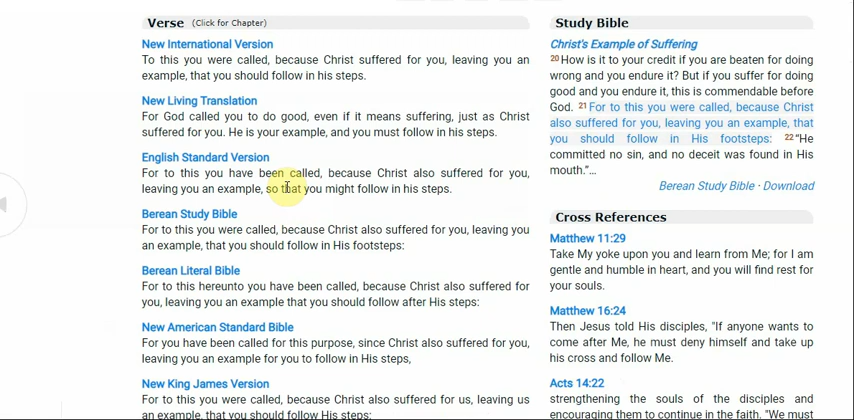 Verse (Click for Chapter)
New International Version
To this you were called, because Christ suffered for you, leaving you an
example, that you should follow in his steps.
New Living Translation
For God called you to do good, even if it means suffering, just as Christ
suffered for you. He is your example, and you must follow in his steps.
English Standard Version
For to this you have been called, because Christ also suffered for you,
leaving you an example, so that you might follow in his steps.
Berean Study Bible
For to this you were called, because Christ also suffered for you, leaving you
an example, that you should follow in His footsteps:
Berean Literal Bible
For to this hereunto you have been called, because Christ also suffered for
you, leaving you an example that you should follow after His steps:
New American Standard Bible
For you have been called for this purpose, since Christ also suffered for you,
leaving you an example for you to follow in His steps,
New King James Version
For to this you were called, because Christ also suffered for us, leaving us
an example, that you should follow His steps:
Study Bible
Christ's Example of Suffering
20 How is it to your credit if you are beaten for doing
wrong and you endure it? But if you suffer for doing
good and you endure it, this is commendable before
God. 21 For to this you were called, because Christ
also suffered for you, leaving you an example, that
you should follow in His footsteps: 22 “He
committed no sin, and no deceit was found in His
mouth.”...
Berean Study Bible · Download
Cross References
Matthew 11:29
Take My yoke upon you and learn from Me; for I am
gentle and humble in heart, and you will find rest for
your souls.
Matthew 16:24
Then Jesus told His disciples, "If anyone wants to
come after Me, he must deny himself and take up
his cross and follow Me.
Acts 14:22
strengthening the souls of the disciples and
encouraging them to continue in the faith. "We must